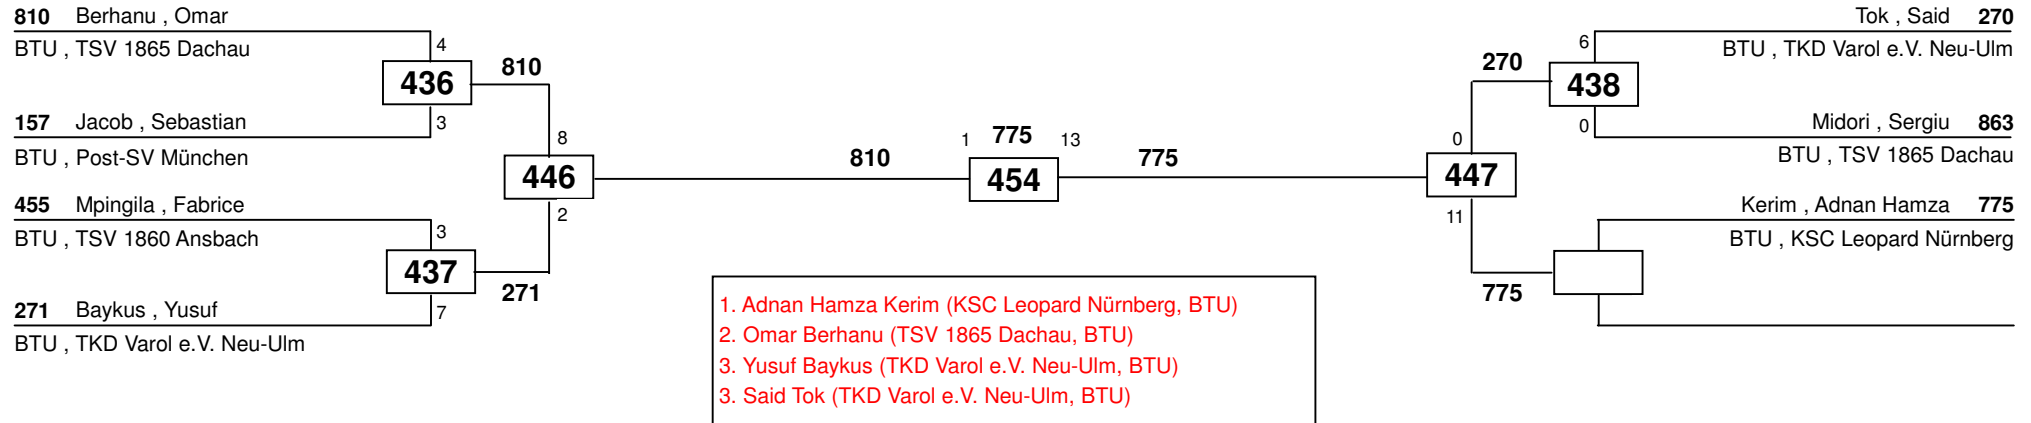 810 Berhanu , Omar
BTU , TSV 1865 Dachau
4
436
810
3
157 Jacob , Sebastian
BTU , Post-SV München
8
446
810
2
455 Mpingila , Fabrice
BTU , TSV 1860 Ansbach
3
437
271
7
271 Baykus , Yusuf
BTU , TKD Varol e.V. Neu-Ulm
1 775 13
454
775
Tok , Said 270
BTU , TKD Varol e.V. Neu-Ulm
6
270
438
0
Midori , Sergiu 863
BTU , TSV 1865 Dachau
0
447
11
Kerim , Adnan Hamza 775
BTU , KSC Leopard Nürnberg
775
1. Adnan Hamza Kerim (KSC Leopard Nürnberg, BTU)
2. Omar Berhanu (TSV 1865 Dachau, BTU)
3. Yusuf Baykus (TKD Varol e.V. Neu-Ulm, BTU)
3. Said Tok (TKD Varol e.V. Neu-Ulm, BTU)